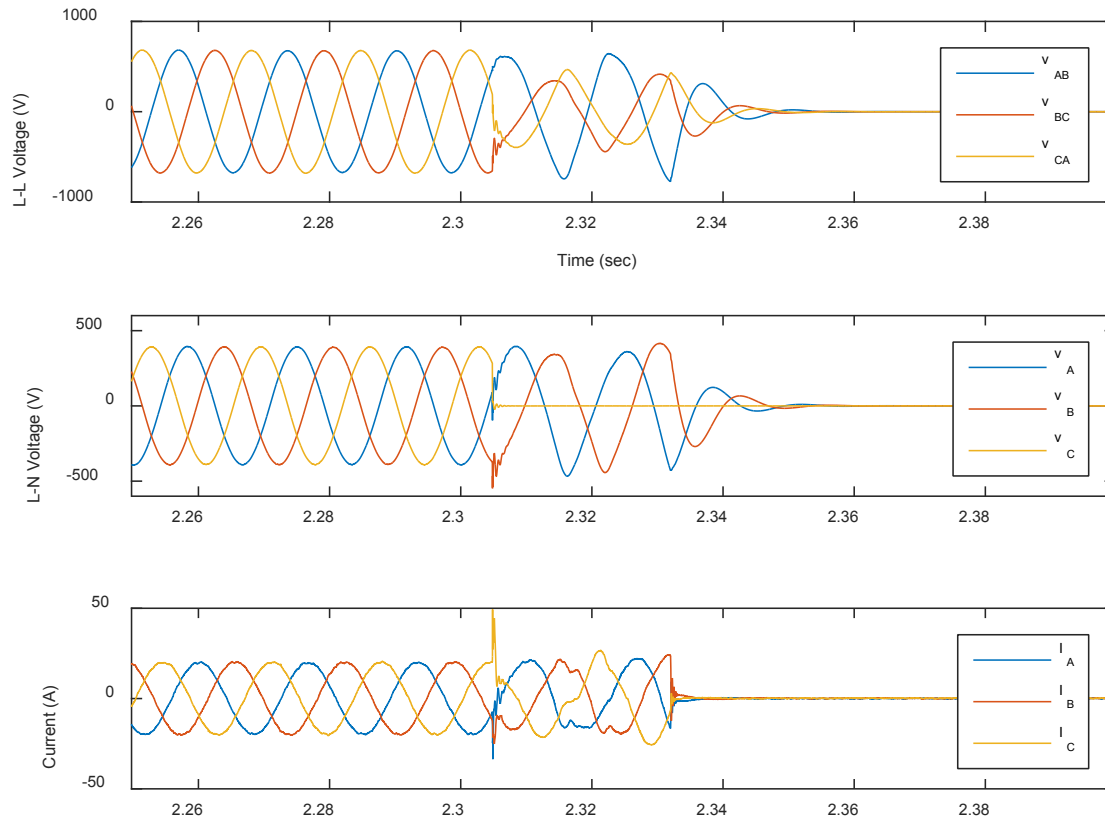 1000
0
-1000
L-L Voltage (V)
2.26 2.28 2.3 2.32 2.34 2.36 2.38
Time (sec)
v AB
v BC
v CA
500
0
-500
L-N Voltage (V)
2.26 2.28 2.3 2.32 2.34 2.36 2.38
v A
v B
v C
50
0
-50
Current (A)
2.26 2.28 2.3 2.32 2.34 2.36 2.38
I A
I B
I C